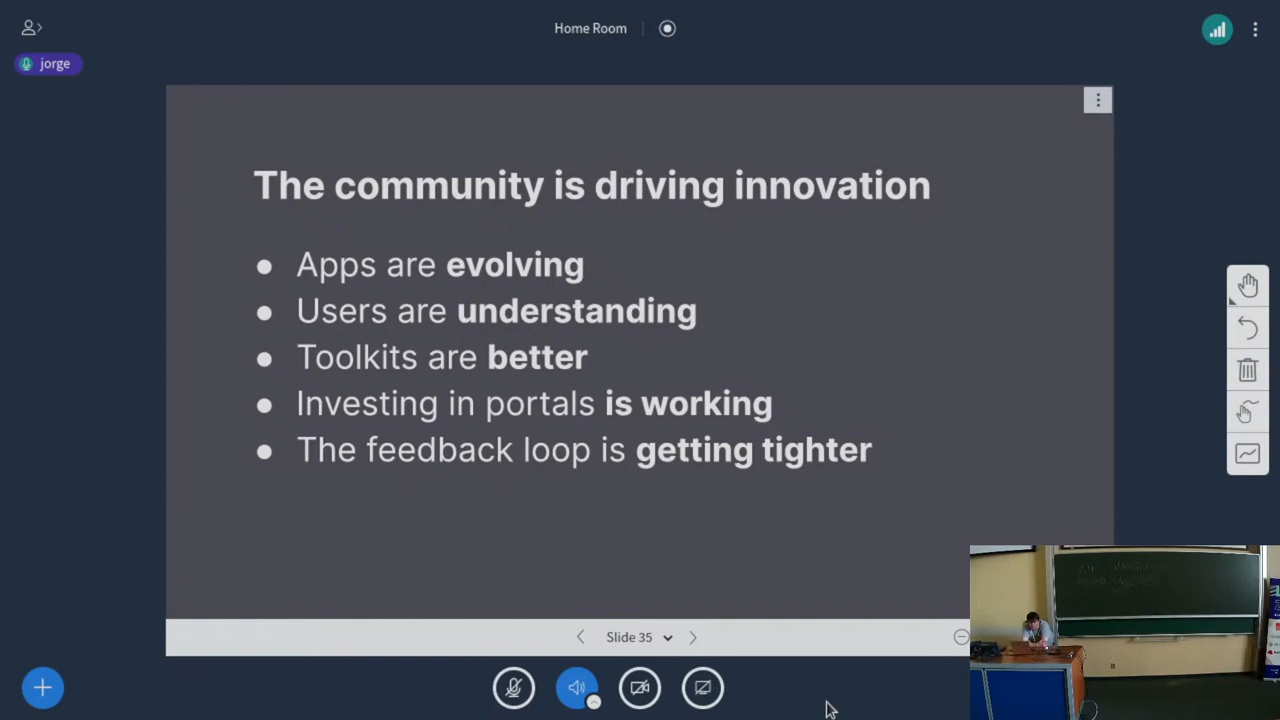 Home Room
jorge
The community is driving innovation
● Apps are evolving
● Users are understanding
● Toolkits are better
● Investing in portals is working
● The feedback loop is getting tighter
Slide 35